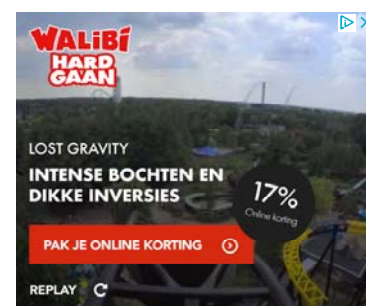 WALiBi
HARD
GAAN
LOST GRAVITY
INTENSE BOCHTEN EN
DIKKE INVERSIES
17%
Online korting
PAK JE ONLINE KORTING
REPLAY